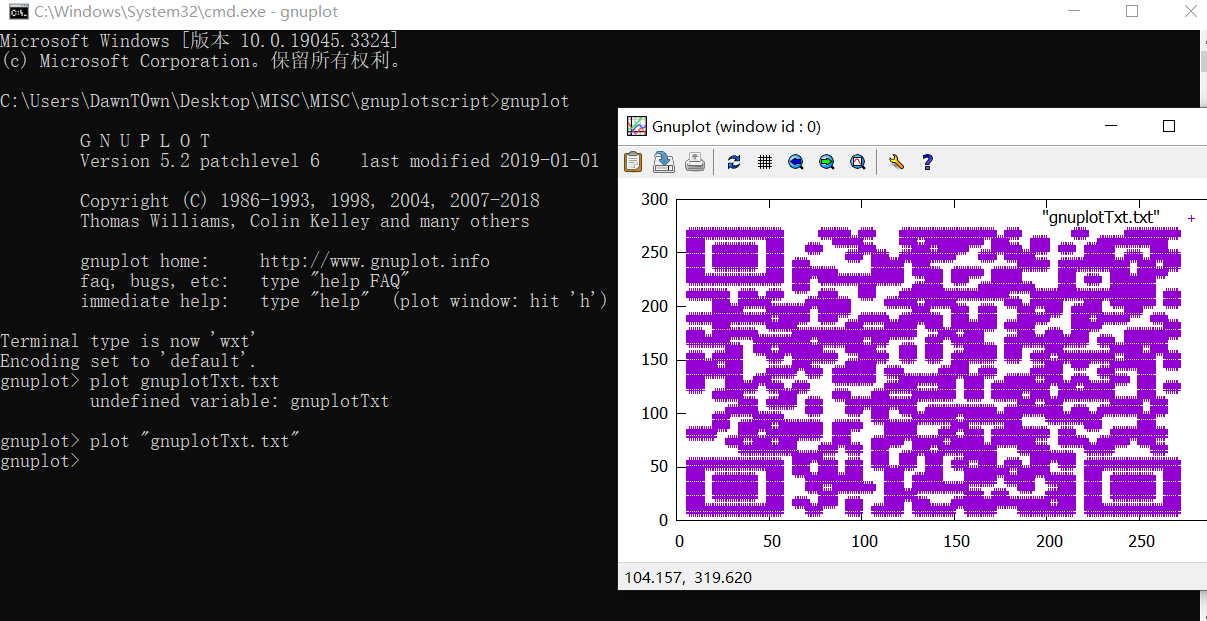 C:\Windows\System32\cmd.exe - gnuplot
Microsoft Windows [版本 10.0.19045.3324]
(c) Microsoft Corporation。保留所有权利。
C:\Users\DawnT0wn\Desktop\MISC\MISC\gnuplotscript>gnuplot
G N U P L O T
Version 5.2 patchlevel 6    last modified 2019-01-01
Copyright (C) 1986-1993, 1998, 2004, 2007-2018
Thomas Williams, Colin Kelley and many others
gnuplot home:     http://www.gnuplot.info
faq, bugs, etc:   type "help FAQ"
immediate help:   type "help"  (plot window: hit 'h')
Terminal type is now 'wxt'
Encoding set to 'default'.
gnuplot> plot gnuplotTxt.txt
undefined variable: gnuplotTxt
gnuplot> plot "gnuplotTxt.txt"
gnuplot>
Gnuplot (window id : 0)
"gnuplotTxt.txt"
300
250
200
150
100
50
0
0 50 100 150 200 250
104.157, 319.620